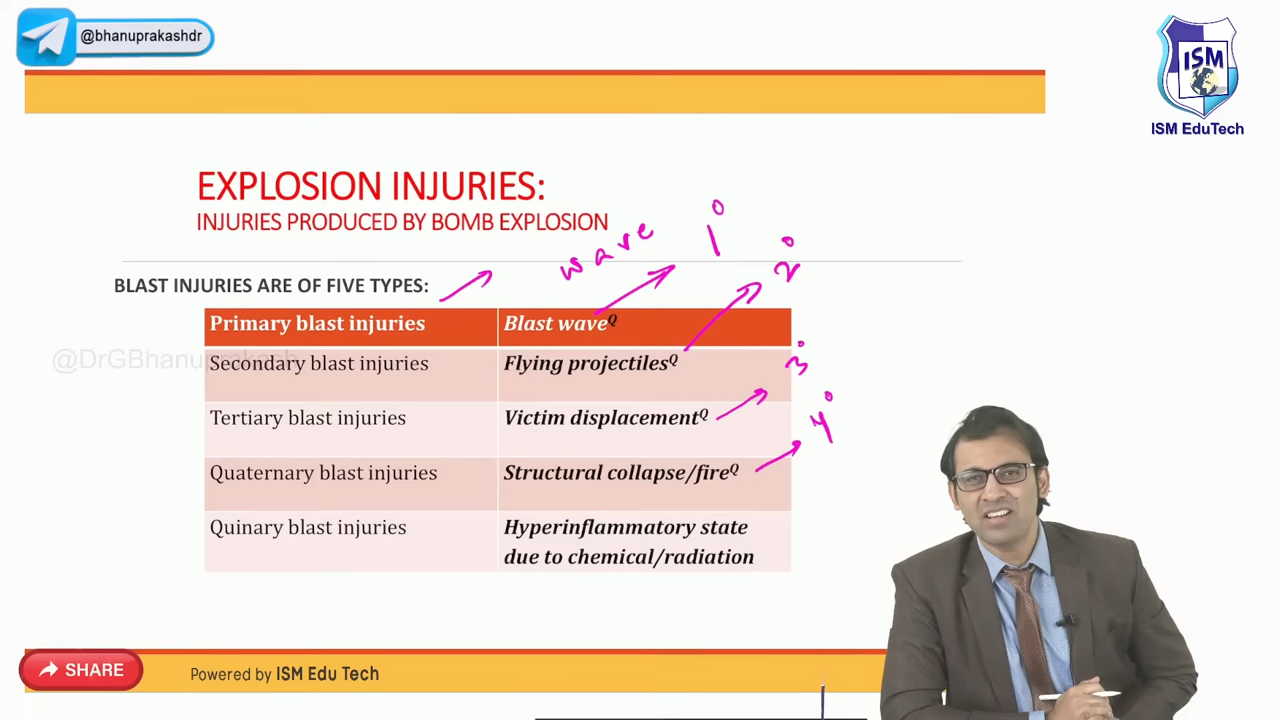 @bhanuprakashdr
ISM
ISM EduTech
EXPLOSION INJURIES:
INJURIES PRODUCED BY BOMB EXPLOSION
wave
1°
2°
BLAST INJURIES ARE OF FIVE TYPES:
Primary blast injuries Blast waveQ
@DrGBhanuprakash
Secondary blast injuries Flying projectilesQ
3°
Tertiary blast injuries Victim displacementQ
4°
Quaternary blast injuries Structural collapse/fireQ
Quinary blast injuries Hyperinflammatory state
due to chemical/radiation
SHARE
Powered by ISM Edu Tech